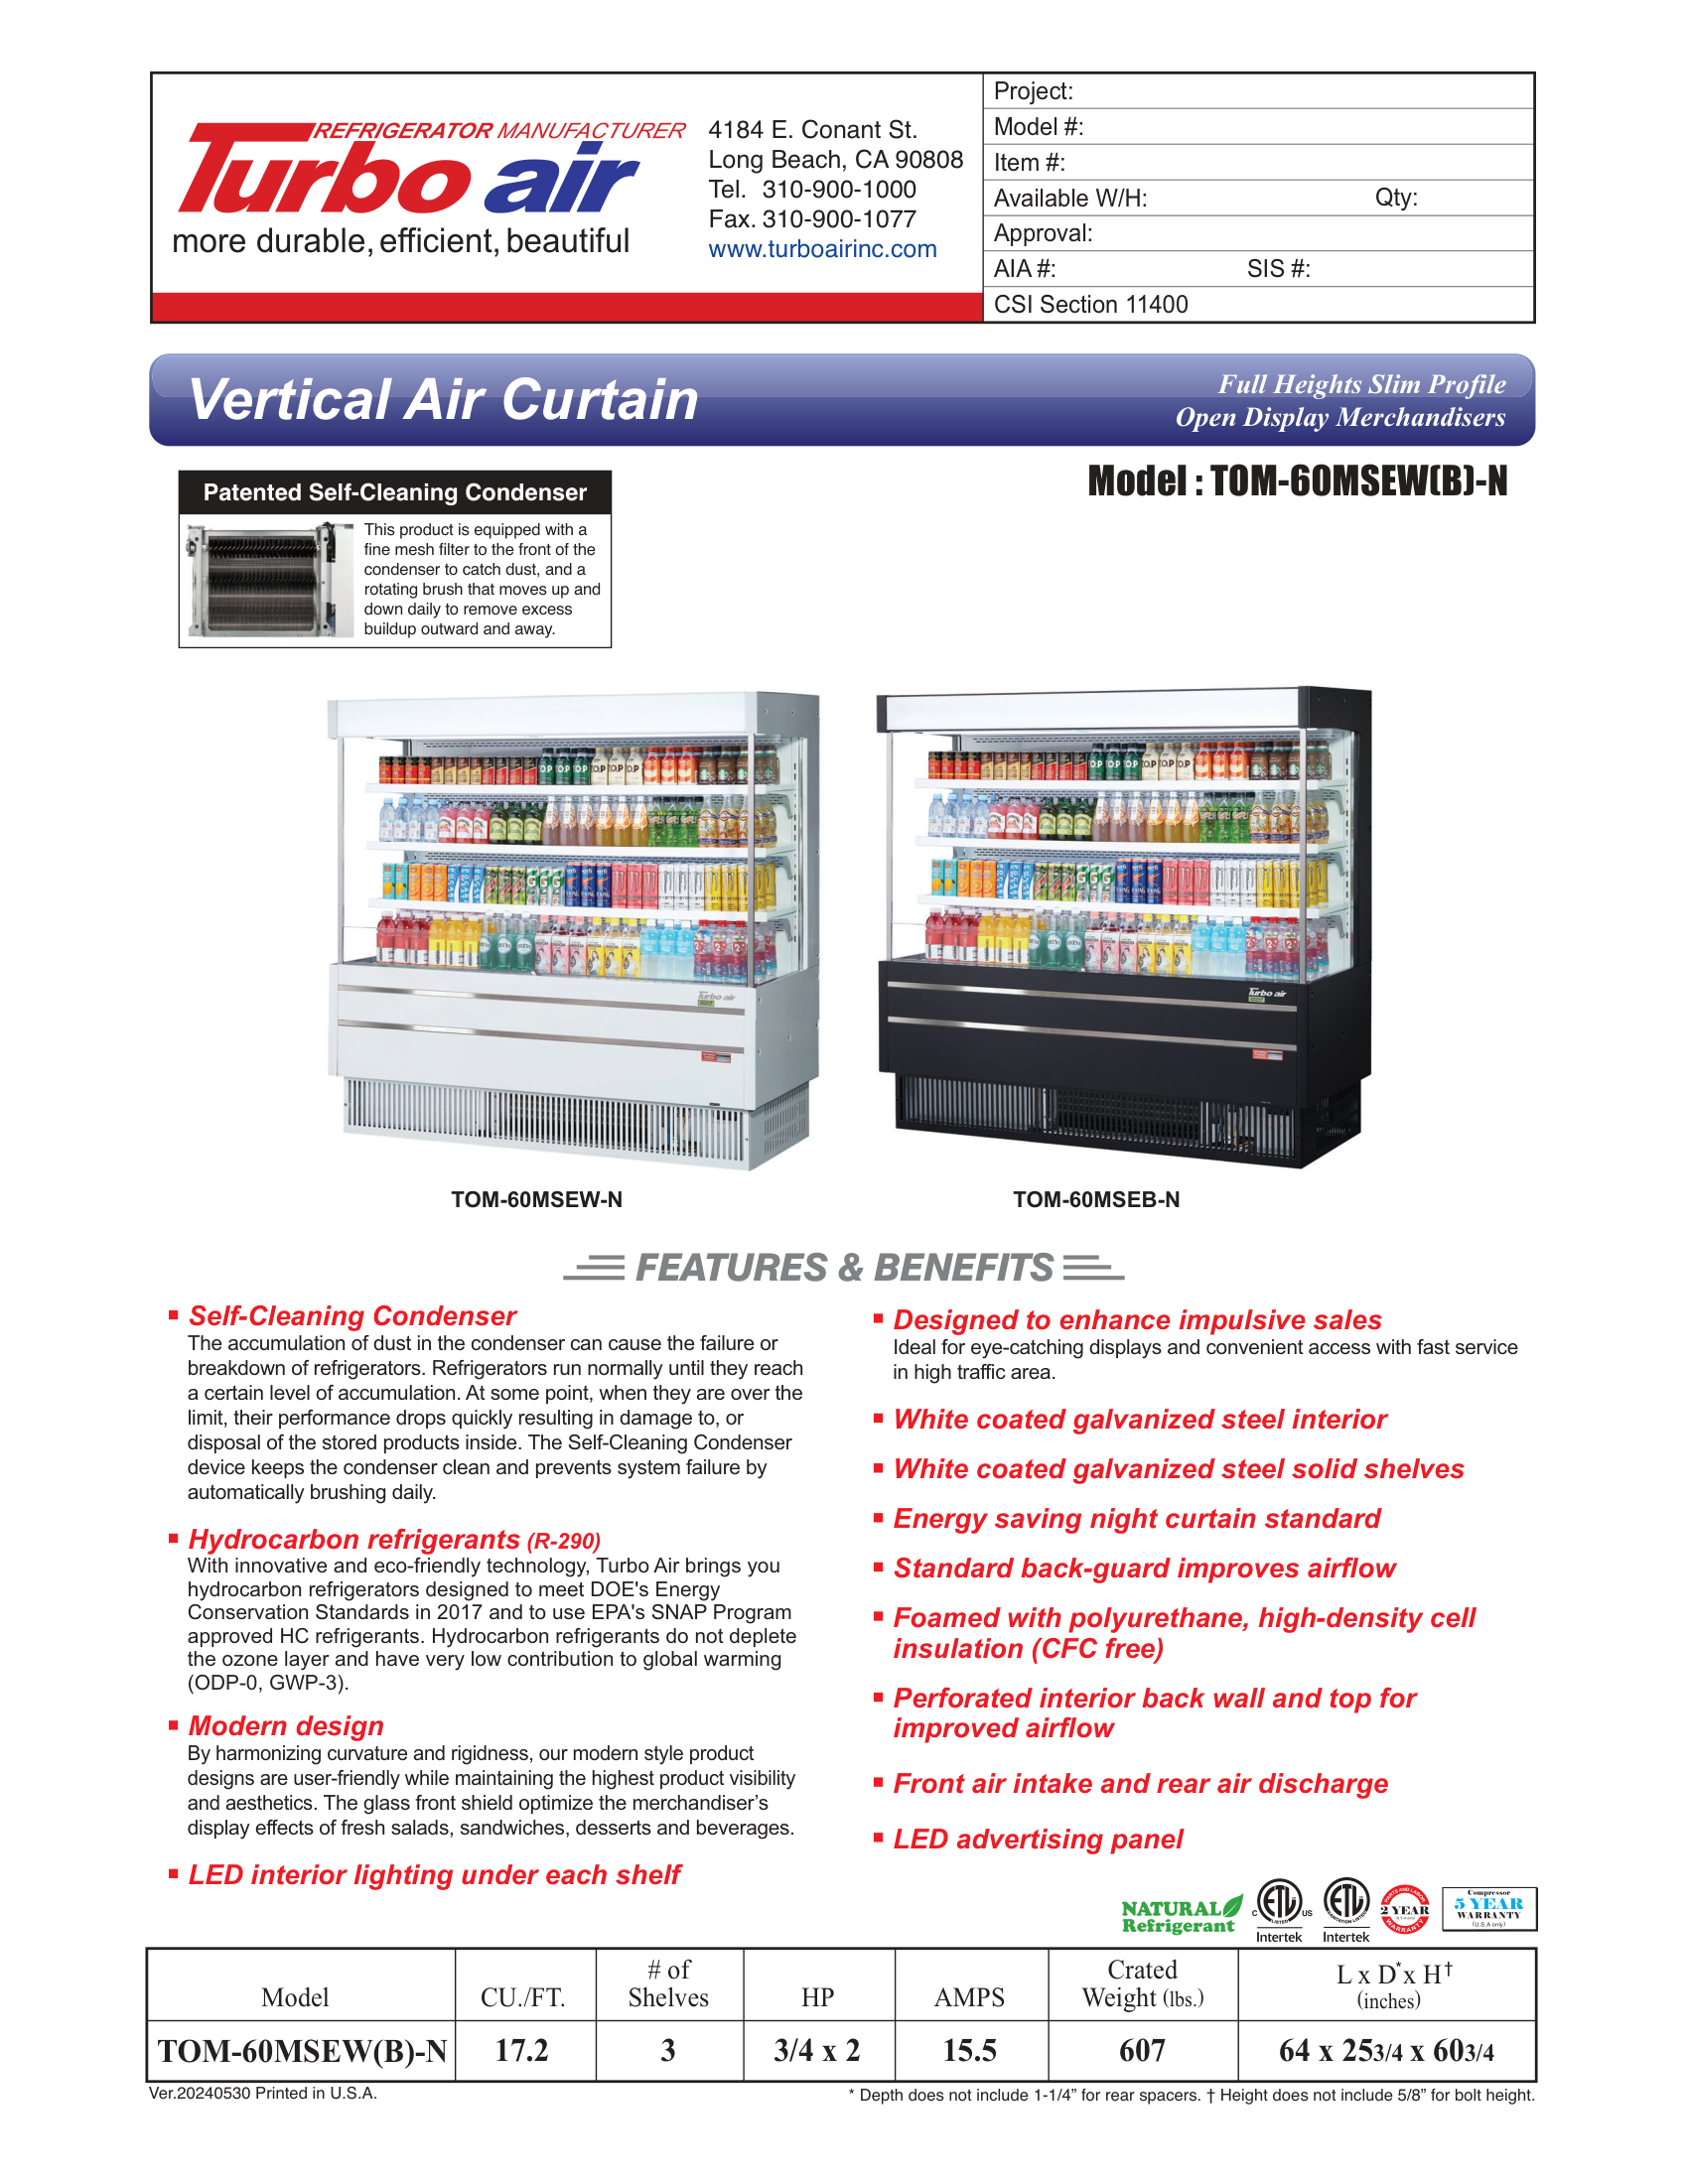 REFRIGERATOR MANUFACTURER
Turbo air
more durable, efficient, beautiful
4184 E. Conant St.
Long Beach, CA 90808
Tel. 310-900-1000
Fax. 310-900-1077
www.turboairinc.com
Project:
Model #:
Item #:
Available W/H: Qty:
Approval:
AIA #: SIS #:
CSI Section 11400
Vertical Air Curtain
Full Heights Slim Profile
Open Display Merchandisers
Model : TOM-60MSEW(B)-N
Patented Self-Cleaning Condenser
This product is equipped with a
fine mesh filter to the front of the
condenser to catch dust, and a
rotating brush that moves up and
down daily to remove excess
buildup outward and away.
Turbo air
Turbo air
TOM-60MSEW-N
TOM-60MSEB-N
FEATURES & BENEFITS
▪ Self-Cleaning Condenser
The accumulation of dust in the condenser can cause the failure or
breakdown of refrigerators. Refrigerators run normally until they reach
a certain level of accumulation. At some point, when they are over the
limit, their performance drops quickly resulting in damage to, or
disposal of the stored products inside. The Self-Cleaning Condenser
device keeps the condenser clean and prevents system failure by
automatically brushing daily.
▪ Hydrocarbon refrigerants (R-290)
With innovative and eco-friendly technology, Turbo Air brings you
hydrocarbon refrigerators designed to meet DOE's Energy
Conservation Standards in 2017 and to use EPA's SNAP Program
approved HC refrigerants. Hydrocarbon refrigerants do not deplete
the ozone layer and have very low contribution to global warming
(ODP-0, GWP-3).
▪ Modern design
By harmonizing curvature and rigidness, our modern style product
designs are user-friendly while maintaining the highest product visibility
and aesthetics. The glass front shield optimize the merchandiser’s
display effects of fresh salads, sandwiches, desserts and beverages.
▪ LED interior lighting under each shelf
▪ Designed to enhance impulsive sales
Ideal for eye-catching displays and convenient access with fast service
in high traffic area.
▪ White coated galvanized steel interior
▪ White coated galvanized steel solid shelves
▪ Energy saving night curtain standard
▪ Standard back-guard improves airflow
▪ Foamed with polyurethane, high-density cell
insulation (CFC free)
▪ Perforated interior back wall and top for
improved airflow
▪ Front air intake and rear air discharge
▪ LED advertising panel
NATURAL
Refrigerant
C ETL US
LISTED
Intertek
ETL
SANITATION LISTED
Intertek
PARTS AND LABOR
2 YEAR
(U.S.A only)
WARRANTY
Compressor
5 YEAR
WARRANTY
(U.S.A only)
Model CU./FT. # of Shelves HP AMPS Crated Weight (lbs.) L x D* x H† (inches)
TOM-60MSEW(B)-N 17.2 3 3/4 x 2 15.5 607 64 x 253/4 x 603/4
Ver.20240530 Printed in U.S.A.
* Depth does not include 1-1/4” for rear spacers. † Height does not include 5/8” for bolt height.